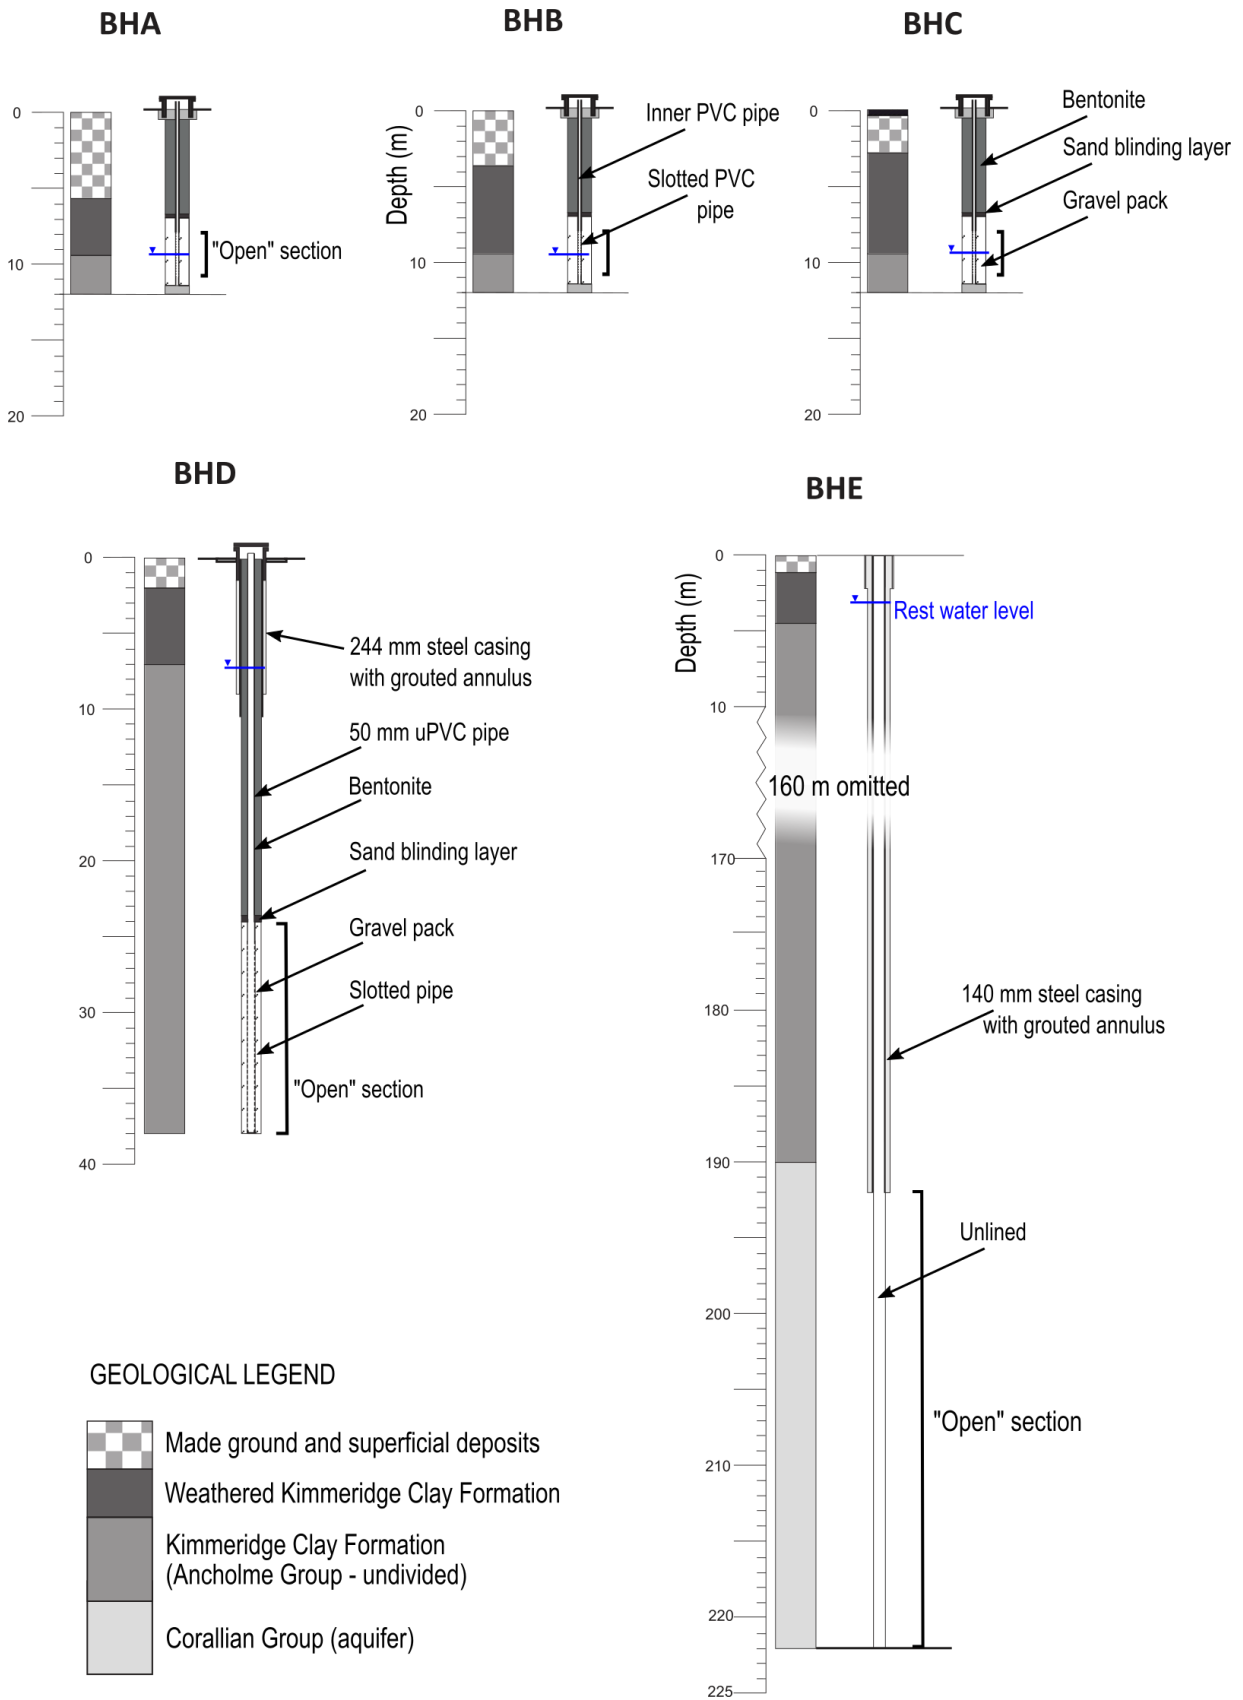 BHA
BHB
BHC
0
10
20
"Open" section
Depth (m)
0
10
20
Inner PVC pipe
Slotted PVC
pipe
0
10
20
Bentonite
Sand blinding layer
Gravel pack
BHD
0
10
20
30
40
244 mm steel casing
with grouted annulus
50 mm uPVC pipe
Bentonite
Sand blinding layer
Gravel pack
Slotted pipe
"Open" section
BHE
Depth (m)
0
10
170
180
190
200
210
220
225
Rest water level
160 m omitted
140 mm steel casing
with grouted annulus
Unlined
"Open" section
GEOLOGICAL LEGEND
Made ground and superficial deposits
Weathered Kimmeridge Clay Formation
Kimmeridge Clay Formation
(Ancholme Group - undivided)
Corallian Group (aquifer)